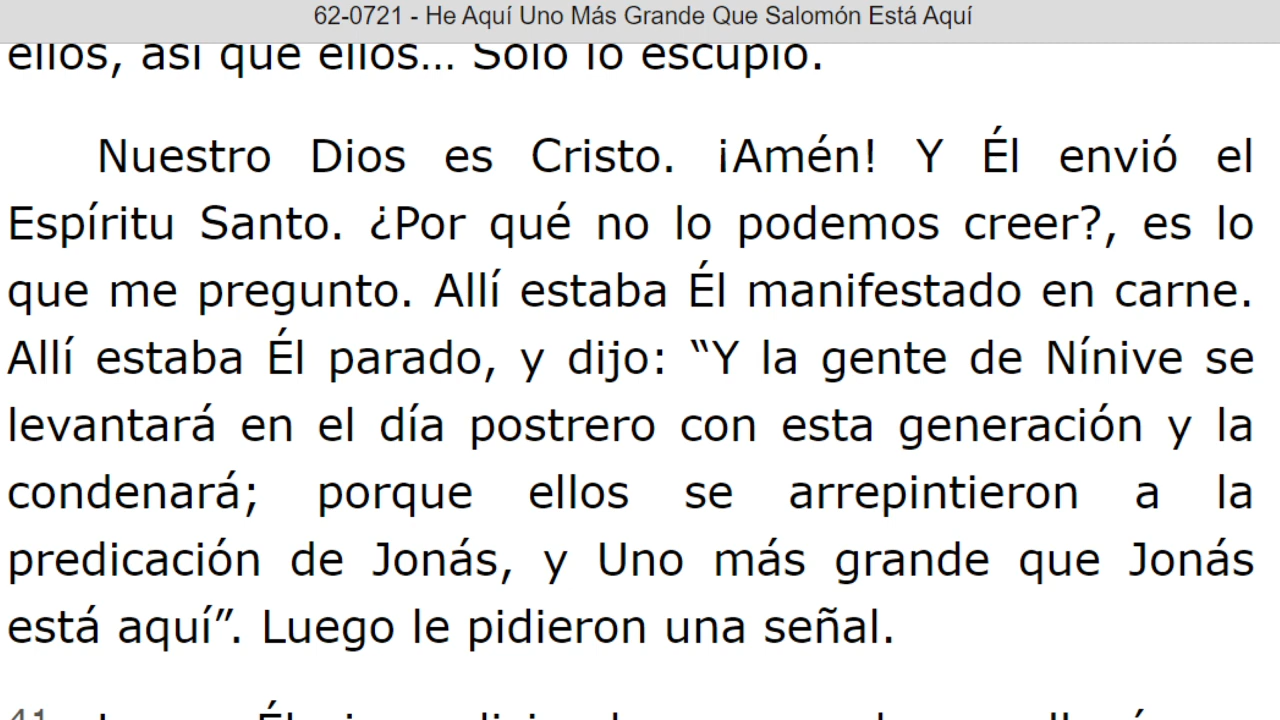 62-0721 - He Aquí Uno Más Grande Que Salomón Está Aquí
ellos, así que ellos… Sólo lo escupió.
Nuestro Dios es Cristo. ¡Amén! Y Él envió el
Espíritu Santo. ¿Por qué no lo podemos creer?, es lo
que me pregunto. Allí estaba Él manifestado en carne.
Allí estaba Él parado, y dijo: “Y la gente de Nínive se
levantará en el día postrero con esta generación y la
condenará; porque ellos se arrepintieron a la
predicación de Jonás, y Uno más grande que Jonás
está aquí”. Luego le pidieron una señal.
41